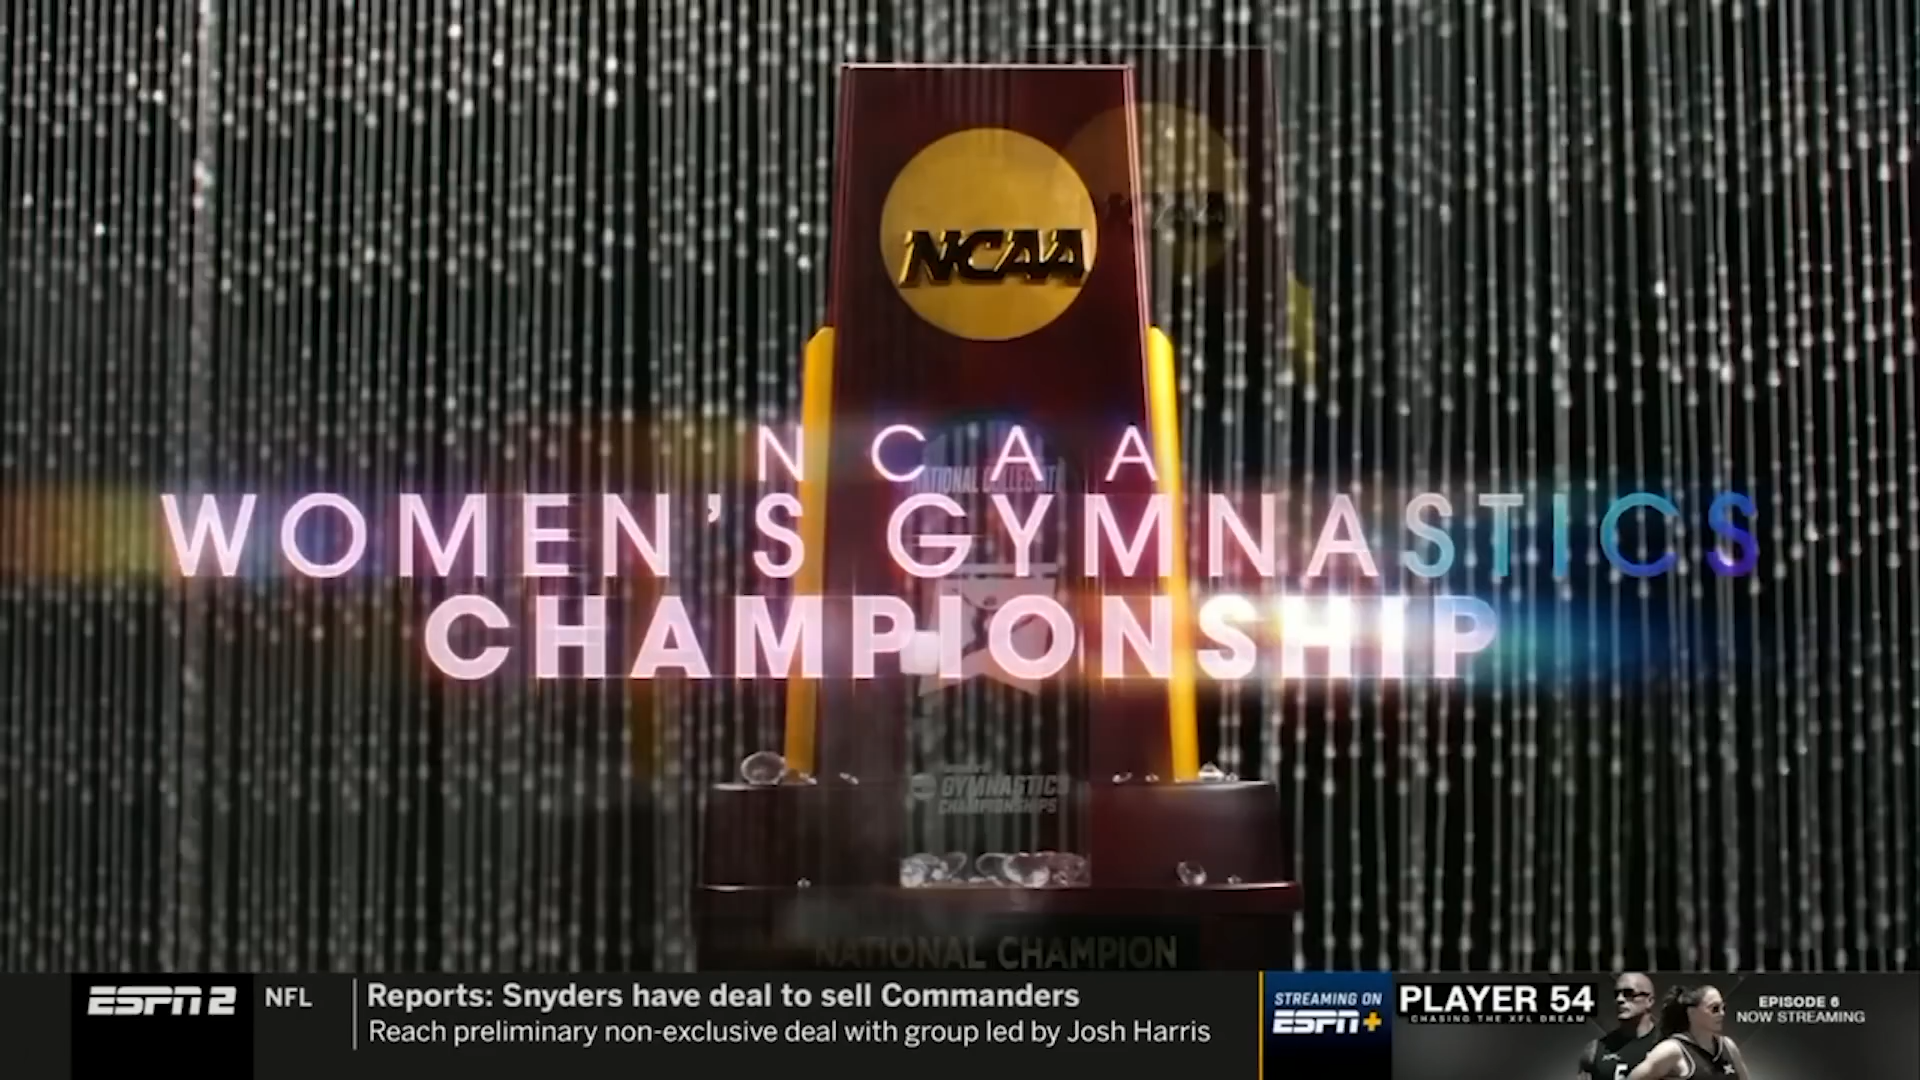 NCAA
NCAA
WOMEN'S GYMNASTICS
CHAMPIONSHIP
GYMNASTICS
CHAMPIONSHIPS
NATIONAL CHAMPION
ESPN2
NFL
Reports: Snyders have deal to sell Commanders
Reach preliminary non-exclusive deal with group led by Josh Harris
STREAMING ON
ESPN+
PLAYER 54
CHASING THE XFL DREAM
EPISODE 6
NOW STREAMING